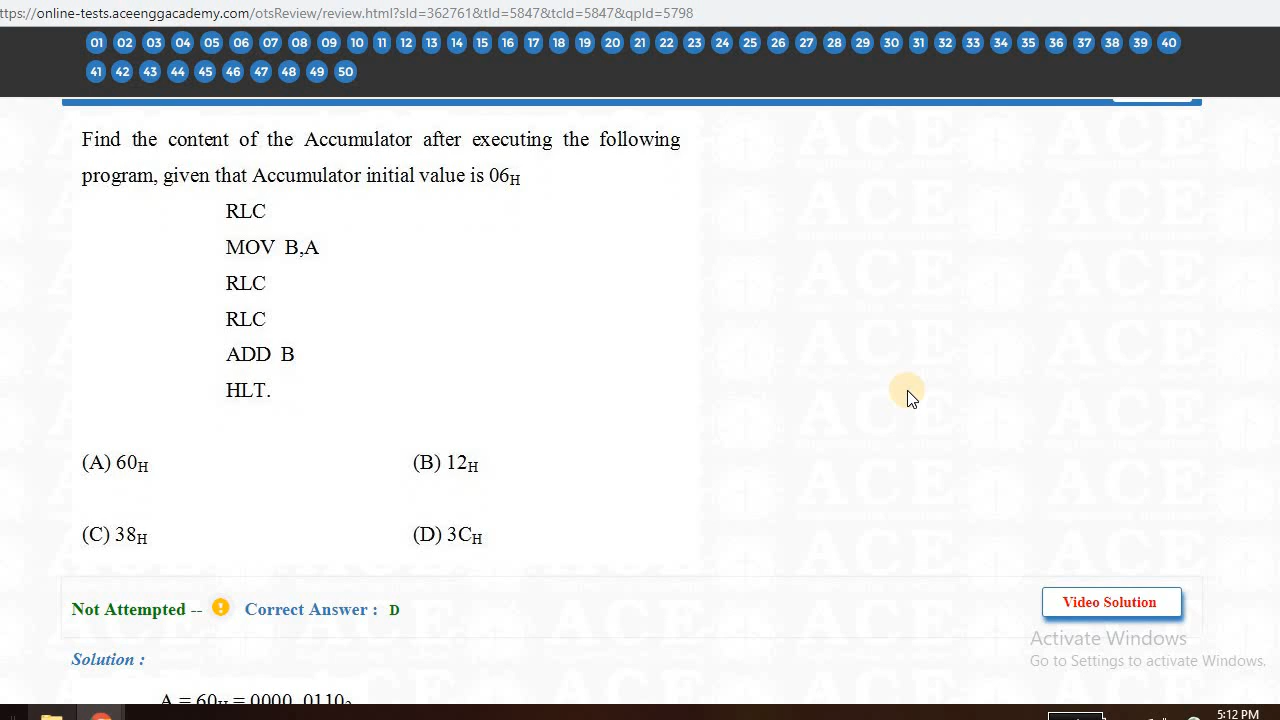 ttps://online-tests.aceenggacademy.com/otsReview/review.html?sId=362761&tId=5847&tcId=5847&qpId=5798
01 02 03 04 05 06 07 08 09 10 11 12 13 14 15 16 17 18 19 20 21 22 23 24 25 26 27 28 29 30 31 32 33 34 35 36 37 38 39 40
41 42 43 44 45 46 47 48 49 50
Find the content of the Accumulator after executing the following
program, given that Accumulator initial value is 06H
RLC
MOV B,A
RLC
RLC
ADD B
HLT.
(A) 60H (B) 12H
(C) 38H (D) 3CH
Not Attempted -- ! Correct Answer : D
Video Solution
Activate Windows
Go to Settings to activate Windows.
Solution :
A = 60H = 0000 01102
5:12 PM